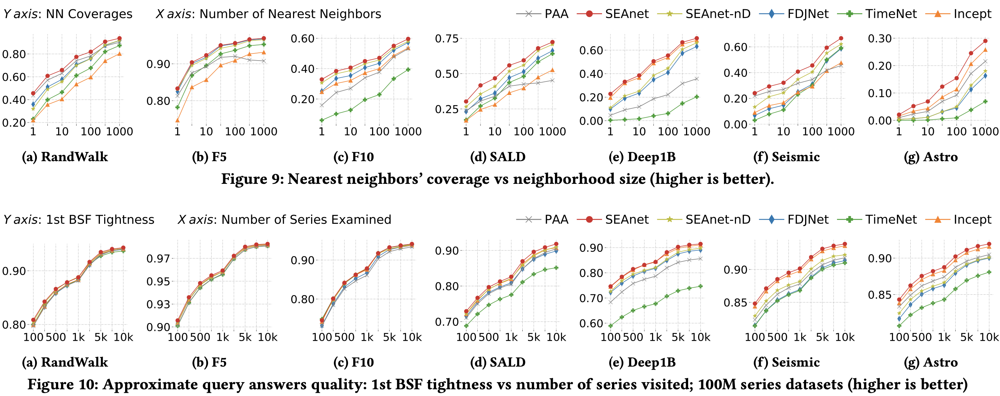 Y axis: NN Coverages X axis: Number of Nearest Neighbors PAA SEAnet SEAnet-nD FDJNet TimeNet Incept
0.80
0.60
0.40
0.20
1 10 100 1000
(a) RandWalk
0.90
0.80
1 10 100 1000
(b) F5
0.60
0.40
0.20
1 10 100 1000
(c) F10
0.75
0.50
0.25
1 10 100 1000
(d) SALD
0.60
0.40
0.20
0.00
1 10 100 1000
(e) Deep1B
0.60
0.40
0.20
0.00
1 10 100 1000
(f) Seismic
0.30
0.20
0.10
0.00
1 10 100 1000
(g) Astro
Figure 9: Nearest neighbors’ coverage vs neighborhood size (higher is better).
Y axis: 1st BSF Tightness X axis: Number of Series Examined PAA SEAnet SEAnet-nD FDJNet TimeNet Incept
0.90
0.80
100 500 1k 5k 10k
(a) RandWalk
0.97
0.95
0.93
0.90
100 500 1k 5k 10k
(b) F5
0.90
0.80
100 500 1k 5k 10k
(c) F10
0.90
0.80
0.70
100 500 1k 5k 10k
(d) SALD
0.90
0.80
0.70
0.60
100 500 1k 5k 10k
(e) Deep1B
0.90
0.85
100 500 1k 5k 10k
(f) Seismic
0.90
0.85
100 500 1k 5k 10k
(g) Astro
Figure 10: Approximate query answers quality: 1st BSF tightness vs number of series visited; 100M series datasets (higher is better)